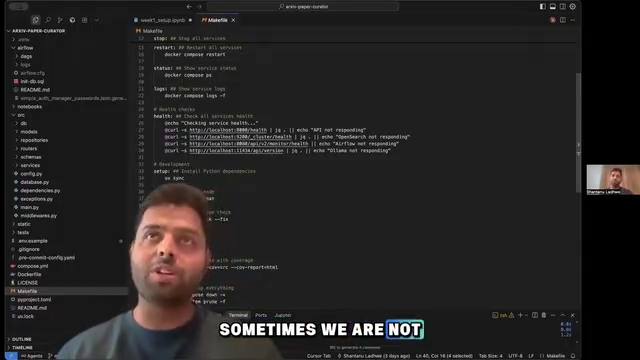 arxiv-paper-curator
EXPLORER
week1_setup.ipynb
Makefile
ARXIV-PAPER-CURATOR
Makefile
airflow
dags
logs
airflow.cfg
init-db.sql
README.md
notebooks
src
db
models
repositories
routers
schemas
services
config.py
database.py
dependencies.py
exceptions.py
main.py
middlewares.py
static
tests
.env.example
.gitignore
.pre-commit-config.yaml
compose.yml
Dockerfile
LICENSE
Makefile
pyproject.toml
README.md
uv.lock
OUTLINE
TIMELINE
stop: ## Stop all services
restart: ## Restart all services
docker compose restart
status: ## Show service status
docker compose ps
logs: ## Show service logs
docker compose logs -f
# Health checks
health: ## Check all services health
@echo "Checking service health..."
@curl -s http://localhost:8000/health | jq . || echo "API not responding"
@curl -s http://localhost:9200/_cluster/health | jq . || echo "OpenSearch not responding"
@curl -s http://localhost:8080/api/v2/monitor/health || echo "Airflow not responding"
@curl -s http://localhost:11434/api/version | jq . || echo "Ollama not responding"
# Development
setup: ## Install Python dependencies
uv sync
Shantanu Ladhwe
SOMETIMES WE ARE NOT
Terminal
Ports
Jupyter
Cursor Tab